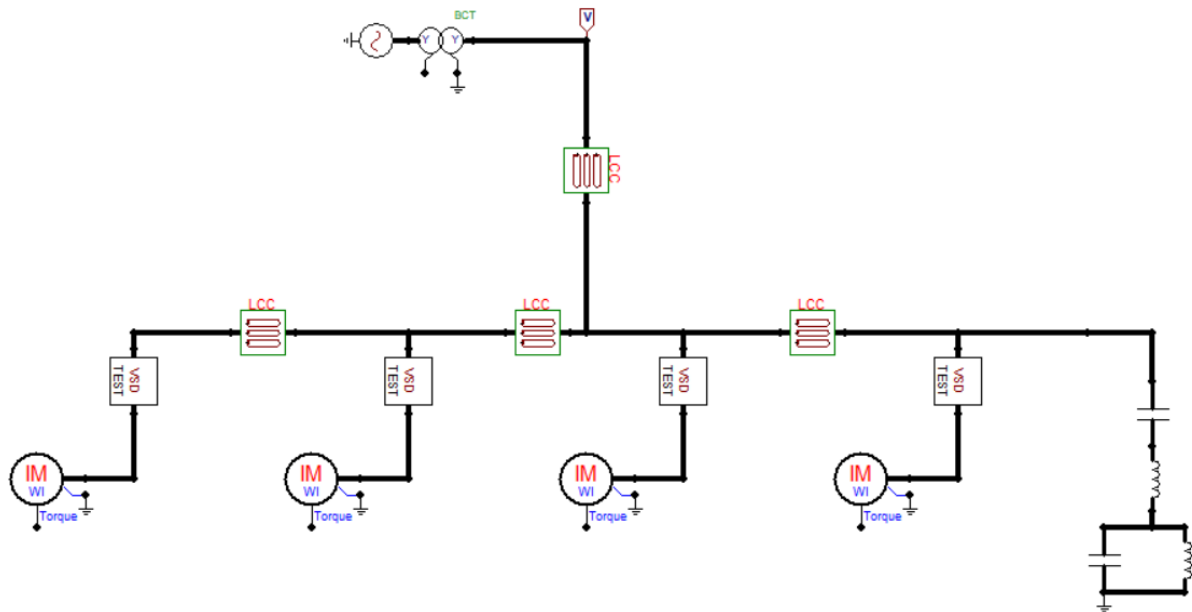 BCT
V
Y Y
LCC
LCC
LCC
LCC
VSD
TEST
VSD
TEST
VSD
TEST
VSD
TEST
IM
WI
Torque
IM
WI
Torque
IM
WI
Torque
IM
WI
Torque